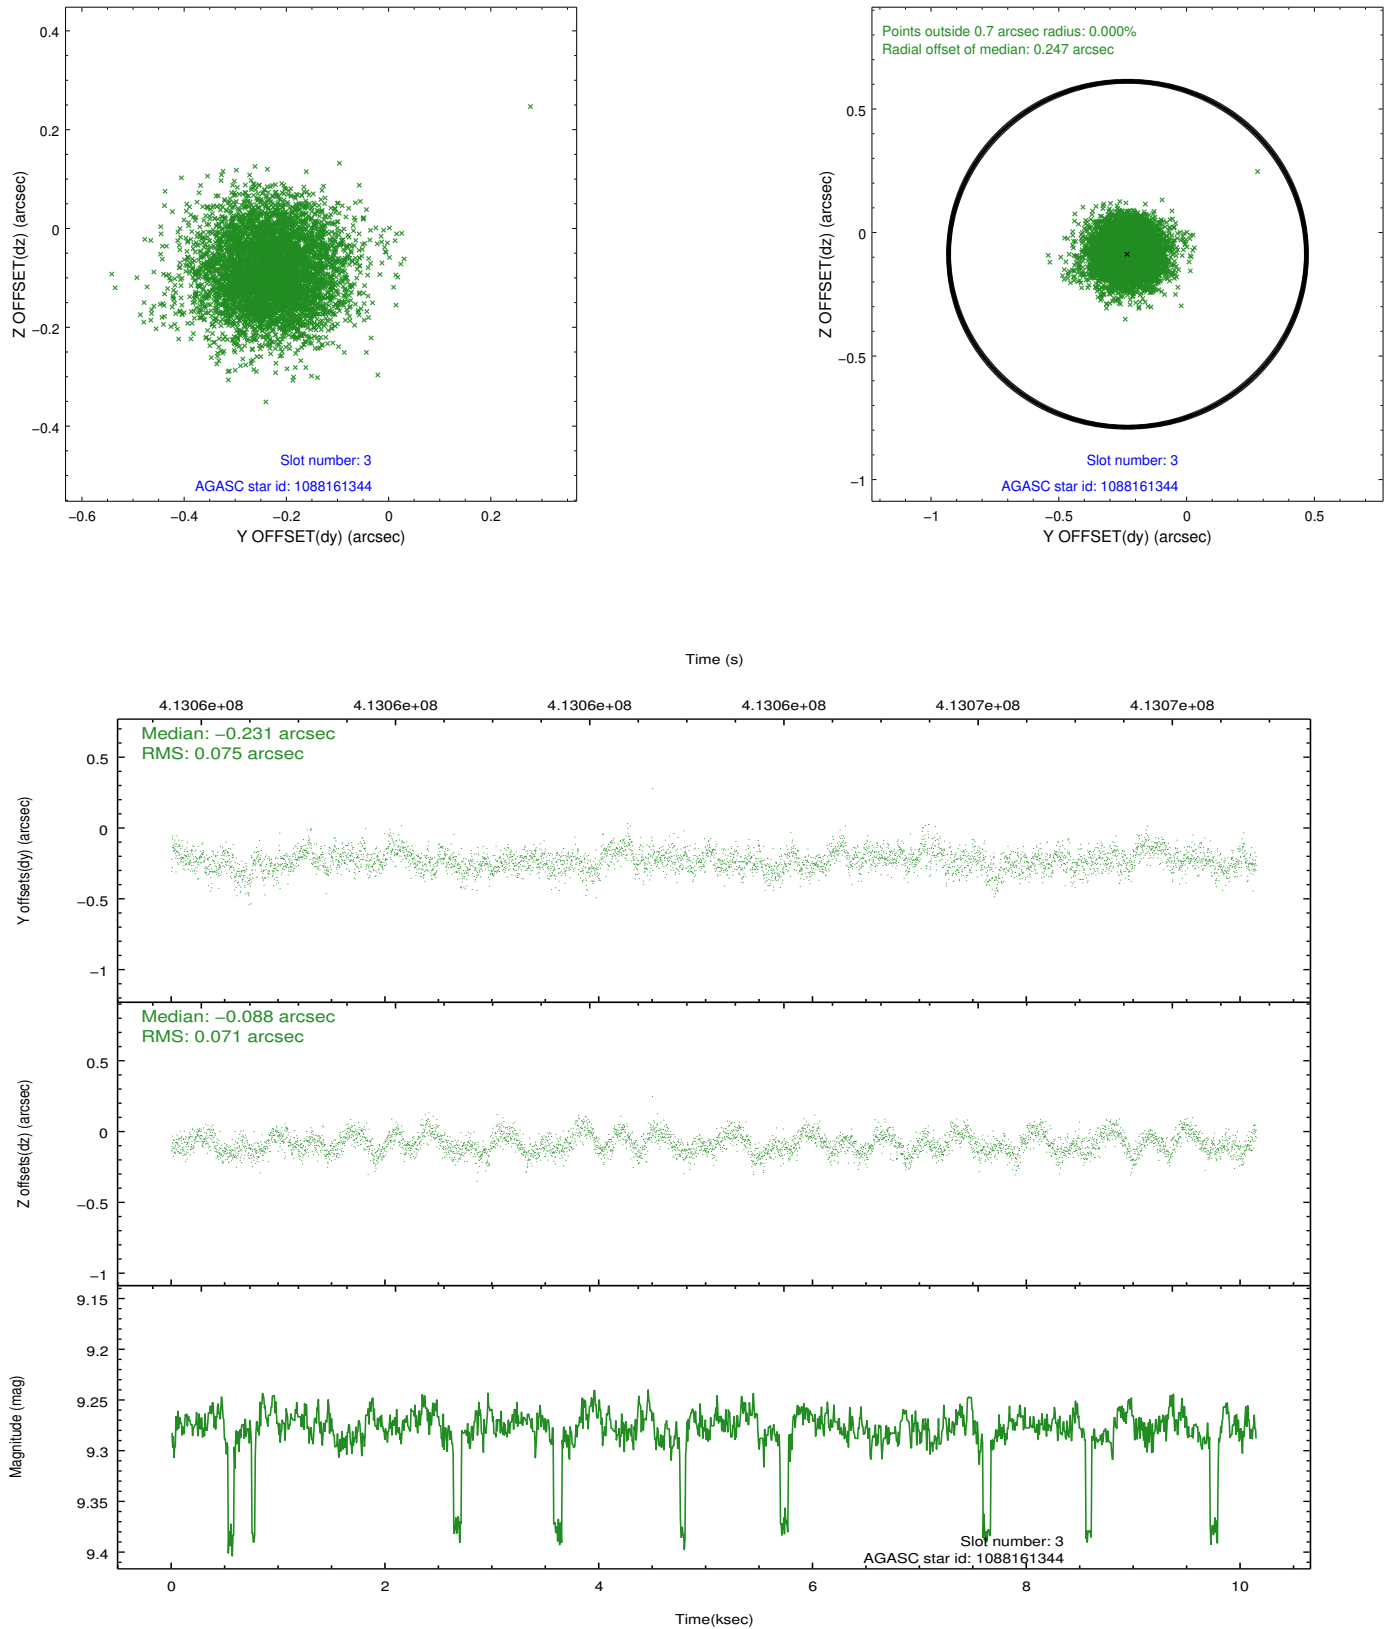 0.4
0.2
0
−0.2
−0.4
Z OFFSET(dz) (arcsec)
Slot number: 3
AGASC star id: 1088161344
−0.6
−0.4
−0.2
0
0.2
Y OFFSET(dy) (arcsec)
Points outside 0.7 arcsec radius: 0.000%
Radial offset of median: 0.247 arcsec
0.5
0
−0.5
−1
Z OFFSET(dz) (arcsec)
Slot number: 3
AGASC star id: 1088161344
−1
−0.5
0
0.5
Y OFFSET(dy) (arcsec)
Time (s)
4.1306e+08
4.1306e+08
4.1306e+08
4.1306e+08
4.1307e+08
4.1307e+08
Median: −0.231 arcsec
RMS: 0.075 arcsec
0.5
0
−0.5
−1
Y offsets(dy) (arcsec)
Median: −0.088 arcsec
RMS: 0.071 arcsec
0.5
0
−0.5
−1
Z offsets(dz) (arcsec)
9.15
9.2
9.25
9.3
9.35
9.4
Magnitude (mag)
Slot number: 3
AGASC star id: 1088161344
0
2
4
6
8
10
Time(ksec)